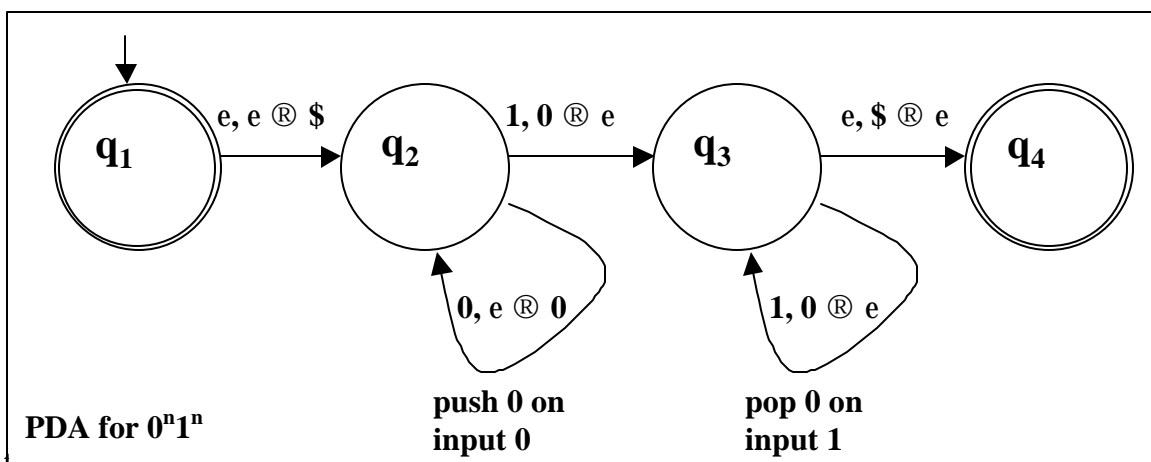 q₁
e, e ® $
q₂
1, 0 ® e
q₃
e, $ ® e
q₄
0, e ® 0
1, 0 ® e
push 0 on
input 0
pop 0 on
input 1
PDA for 0ⁿ1ⁿ